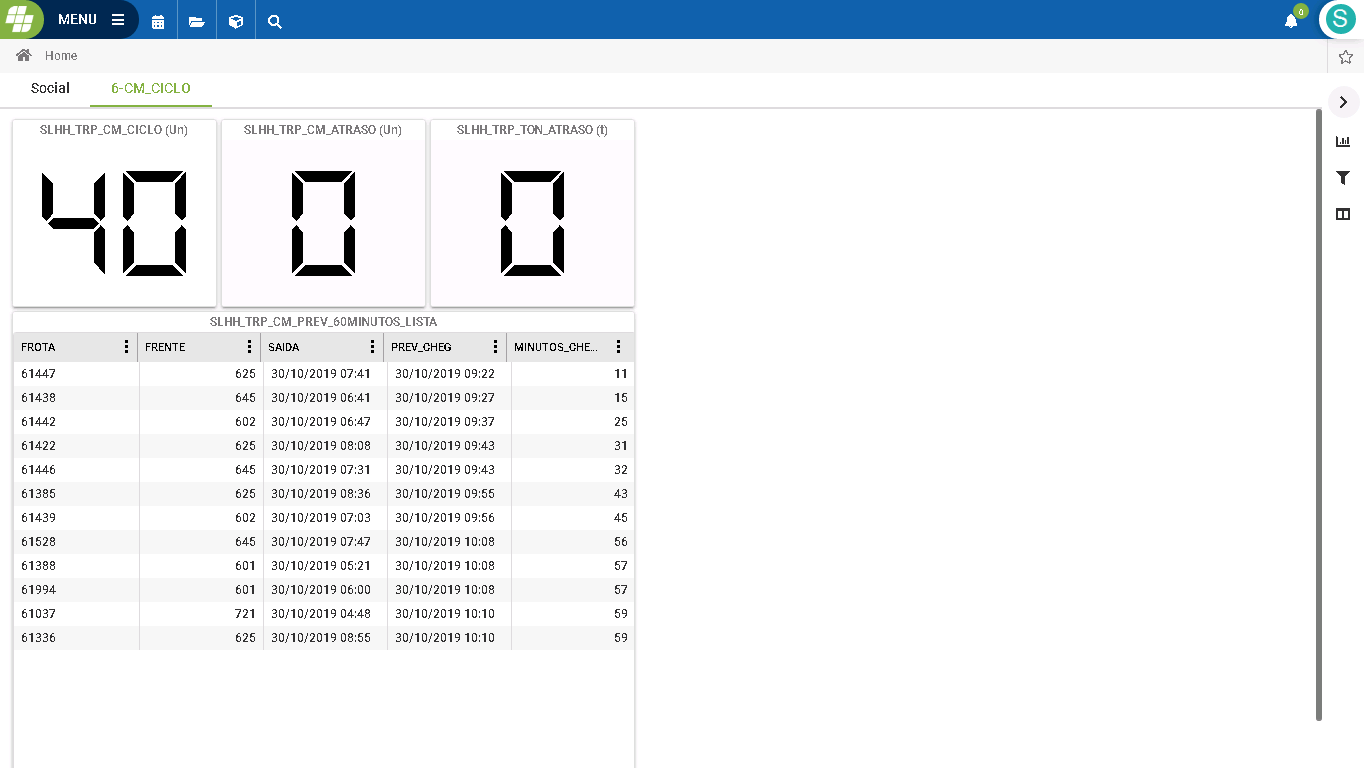 MENU
0
S
Home
Social 6-CM_CICLO
SLHH_TRP_CM_CICLO (Un) SLHH_TRP_CM_ATRASO (Un) SLHH_TRP_TON_ATRASO (t)
40 0 0
SLHH_TRP_CM_PREV_60MINUTOS_LISTA
FROTA FRENTE SAIDA PREV_CHEG MINUTOS_CHE...
61447 625 30/10/2019 07:41 30/10/2019 09:22 11
61438 645 30/10/2019 06:41 30/10/2019 09:27 15
61442 602 30/10/2019 06:47 30/10/2019 09:37 25
61422 625 30/10/2019 08:08 30/10/2019 09:43 31
61446 645 30/10/2019 07:31 30/10/2019 09:43 32
61385 625 30/10/2019 08:36 30/10/2019 09:55 43
61439 602 30/10/2019 07:03 30/10/2019 09:56 45
61528 645 30/10/2019 07:47 30/10/2019 10:08 56
61388 601 30/10/2019 05:21 30/10/2019 10:08 57
61994 601 30/10/2019 06:00 30/10/2019 10:08 57
61037 721 30/10/2019 04:48 30/10/2019 10:10 59
61336 625 30/10/2019 08:55 30/10/2019 10:10 59